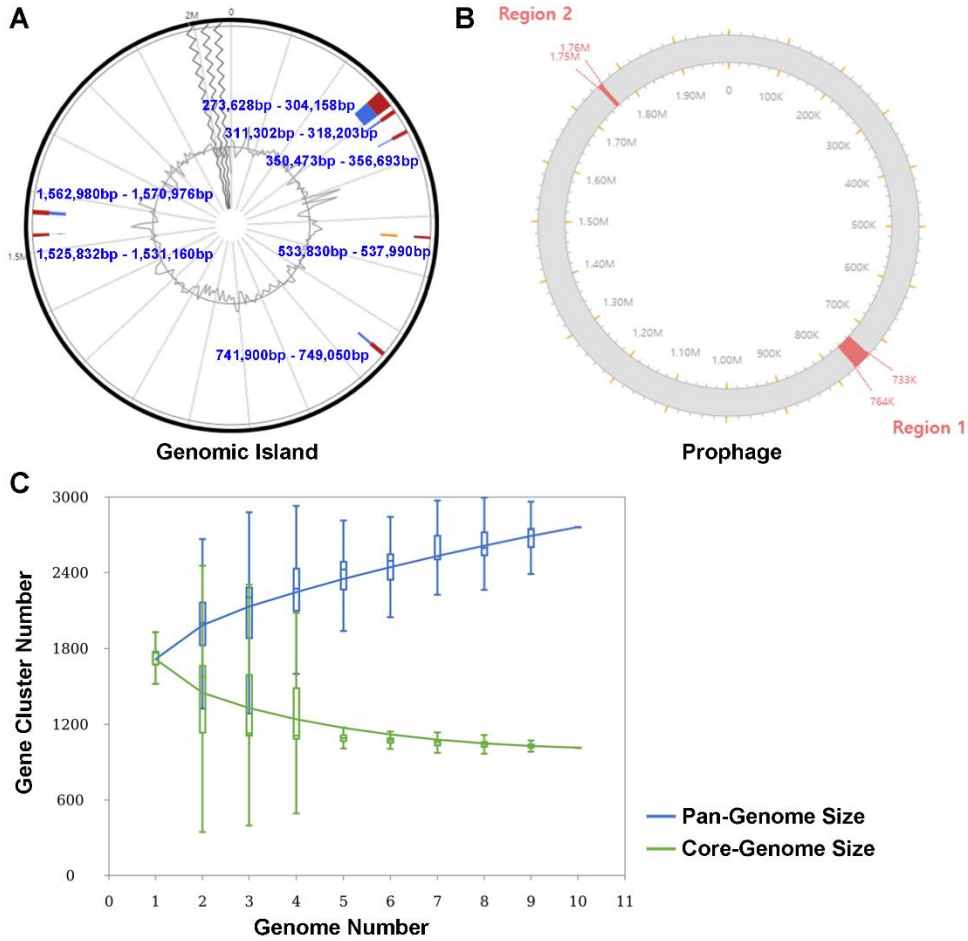 A
2M
0
273,628bp - 304,158bp
311,302bp - 318,203bp
350,473bp - 356,693bp
1,562,980bp - 1,570,976bp
1,525,832bp - 1,531,160bp
1.5M
533,830bp - 537,990bp
741,900bp - 749,050bp
Genomic Island
B
Region 2
1.76M
1.75M
0
100K
200K
300K
400K
500K
600K
700K
800K
900K
1.00M
1.10M
1.20M
1.30M
1.40M
1.50M
1.60M
1.70M
1.80M
1.90M
733K
764K
Region 1
Prophage
C
Gene Cluster Number
3000
2400
1800
1200
600
0
0 1 2 3 4 5 6 7 8 9 10 11
Genome Number
Pan-Genome Size
Core-Genome Size